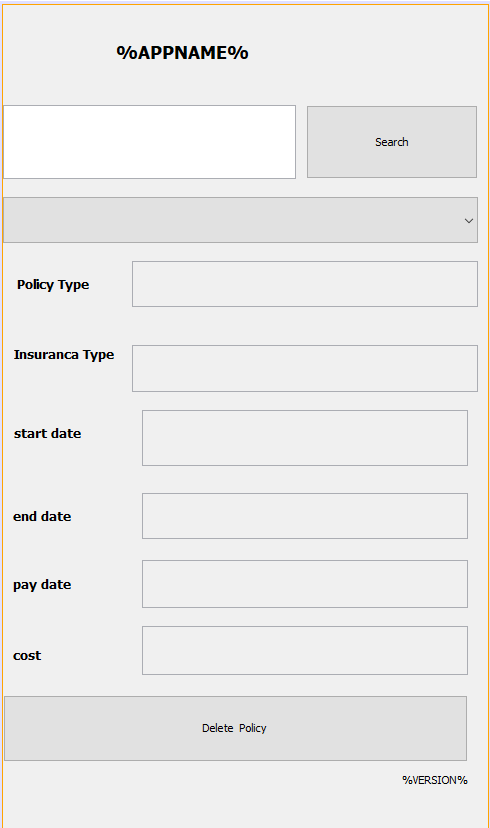 %APPNAME%
Search
Policy Type
Insuranca Type
start date
end date
pay date
cost
Delete Policy
%VERSION%